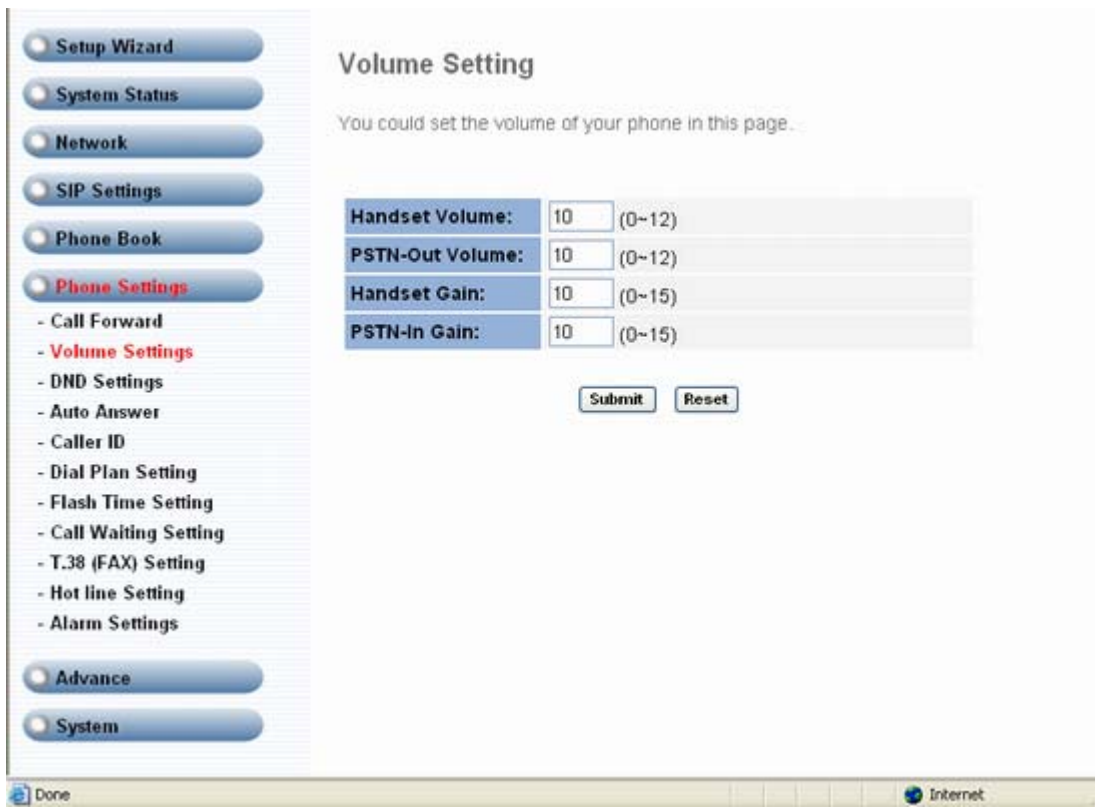 Setup Wizard
System Status
Network
SIP Settings
Phone Book
Phone Settings
- Call Forward
- Volume Settings
- DND Settings
- Auto Answer
- Caller ID
- Dial Plan Setting
- Flash Time Setting
- Call Waiting Setting
- T.38 (FAX) Setting
- Hot line Setting
- Alarm Settings
Advance
System
Volume Setting
You could set the volume of your phone in this page.
Handset Volume: 10 (0~12)
PSTN-Out Volume: 10 (0~12)
Handset Gain: 10 (0~15)
PSTN-In Gain: 10 (0~15)
Submit Reset
Done Internet